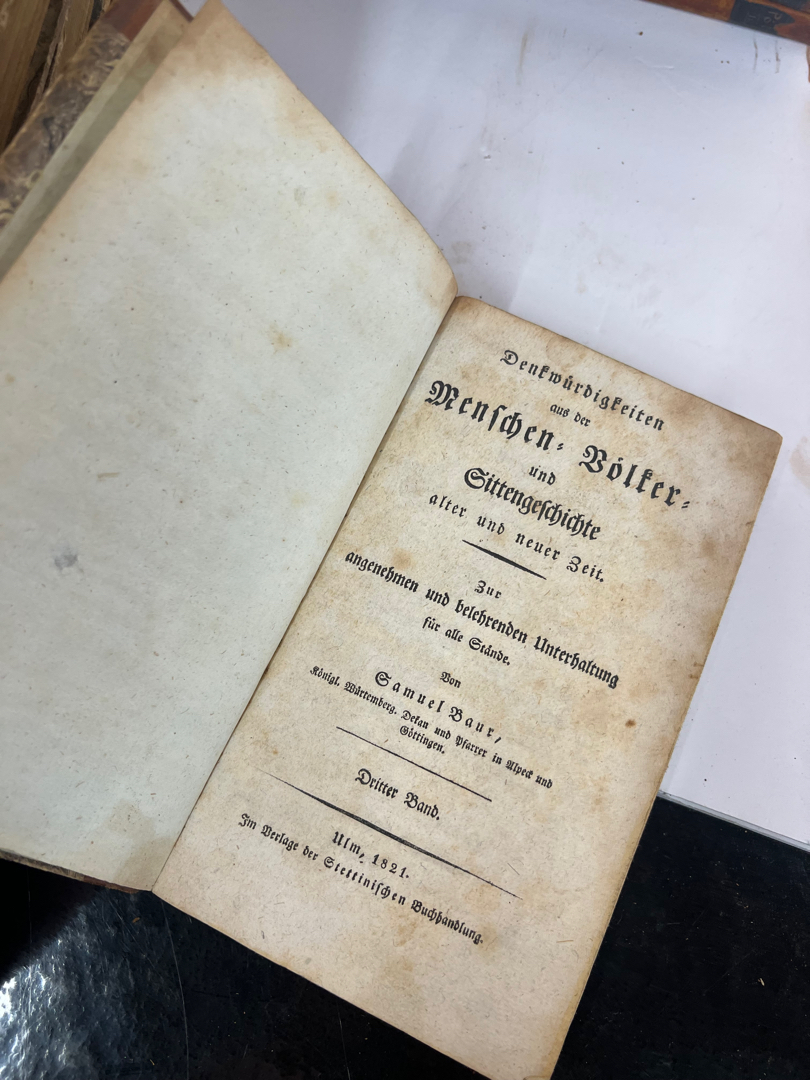 Denkwürdigkeiten
aus der
Menschen- Völker-
und
Sittengeschichte
alter und neuer Zeit.
Zur
angenehmen und belehrenden Unterhaltung
für alle Stände.
Von
Samuel Baur,
Königl. Würtemberg. Dekan und Pfarrer in Alpeck und
Göttingen.
Dritter Band.
Ulm, 1821.
Im Verlage der Stettinischen Buchhandlung.